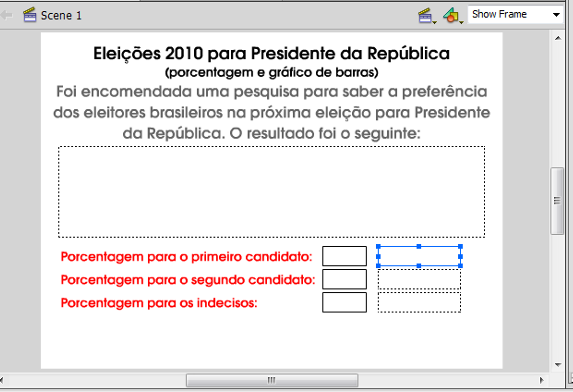 Scene 1
Show Frame
Eleições 2010 para Presidente da República
(porcentagem e gráfico de barras)
Foi encomendada uma pesquisa para saber a preferência
dos eleitores brasileiros na próxima eleição para Presidente
da República. O resultado foi o seguinte:
Porcentagem para o primeiro candidato:
Porcentagem para o segundo candidato:
Porcentagem para os indecisos: